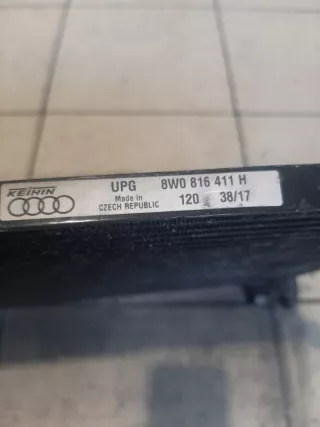 KEIHIN
UPG 8W0 816 411 H
Made in
CZECH REPUBLIC
120 38/17